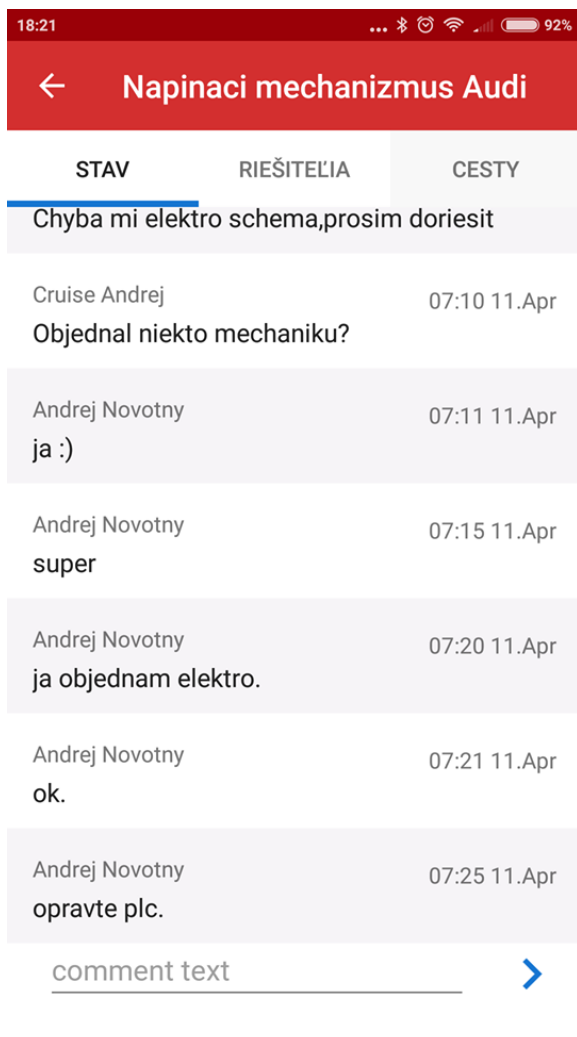 18:21 ... 92%
Napinaci mechanizmus Audi
STAV RIEŠITEĽIA CESTY
Chyba mi elektro schema,prosim doriesit
Cruise Andrej 07:10 11.Apr
Objednal niekto mechaniku?
Andrej Novotny 07:11 11.Apr
ja :)
Andrej Novotny 07:15 11.Apr
super
Andrej Novotny 07:20 11.Apr
ja objednam elektro.
Andrej Novotny 07:21 11.Apr
ok.
Andrej Novotny 07:25 11.Apr
opravte plc.
comment text